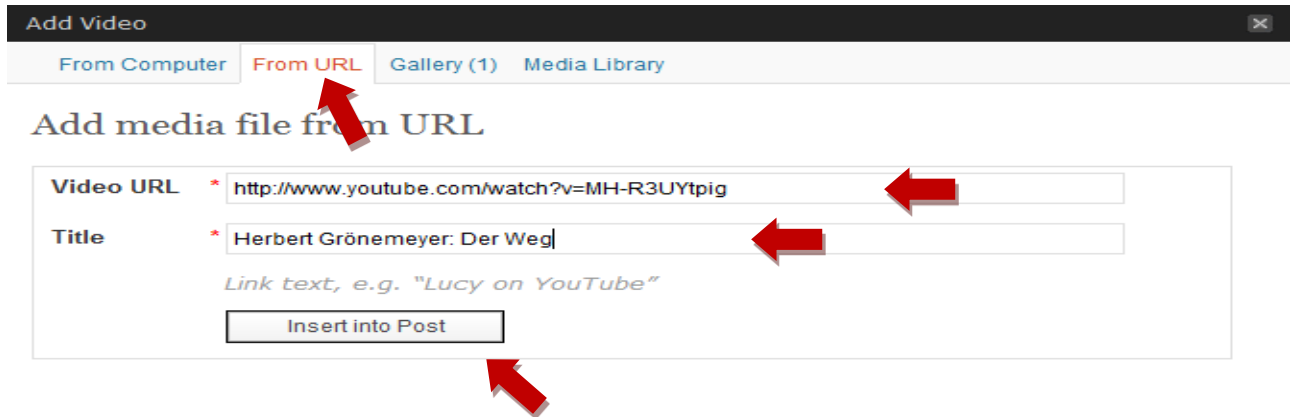 Add Video
From Computer From URL Gallery (1) Media Library
Add media file from URL
Video URL * http://www.youtube.com/watch?v=MH-R3UYtpig
Title * Herbert Grönemeyer: Der Weg
Link text, e.g. “Lucy on YouTube”
Insert into Post